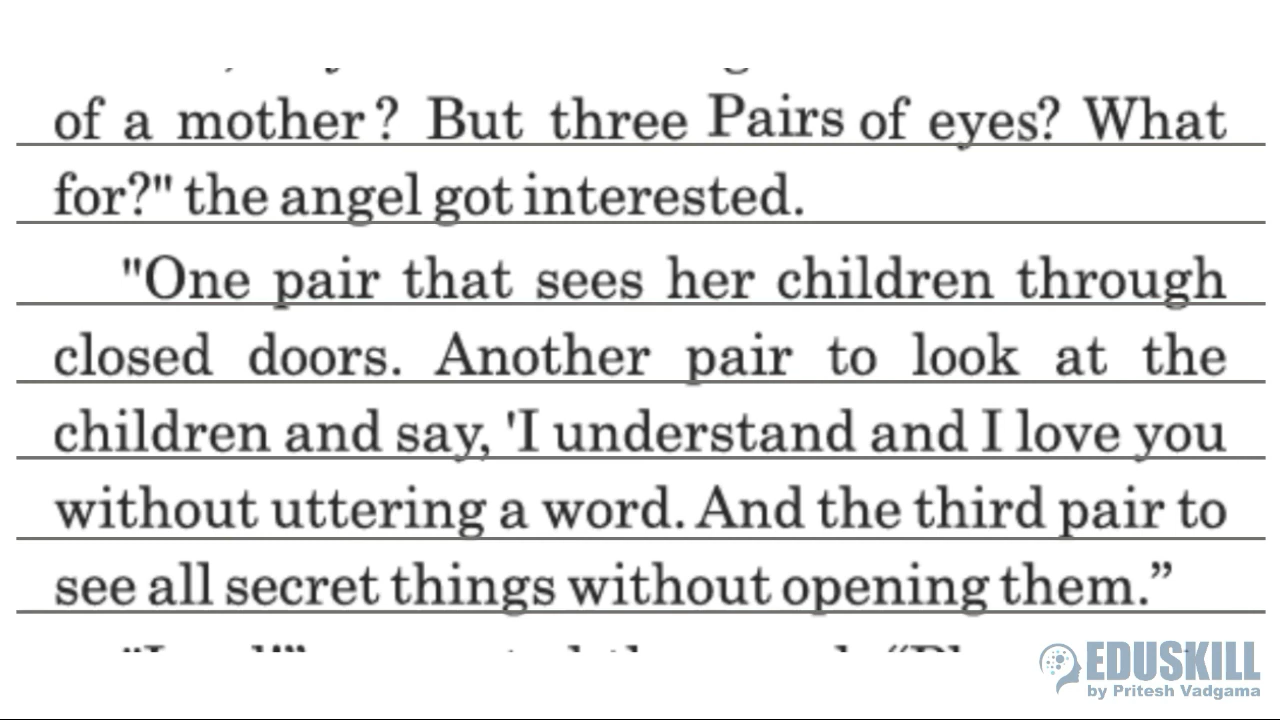 of a mother? But three Pairs of eyes? What
for?" the angel got interested.
"One pair that sees her children through
closed doors. Another pair to look at the
children and say, 'I understand and I love you
without uttering a word. And the third pair to
see all secret things without opening them.”
EDUSKILL
by Pritesh Vadgama